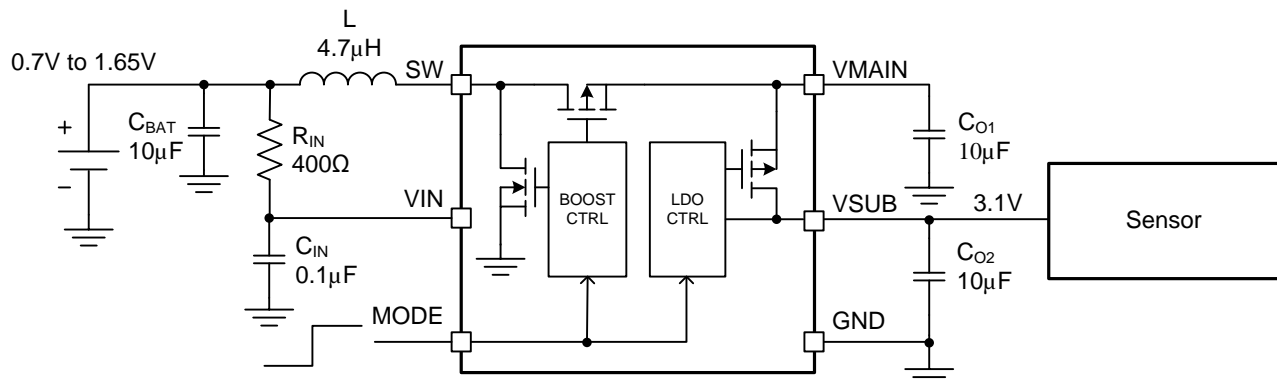 L
4.7μH
0.7V to 1.65V
SW
VMAIN
+
CBAT
10μF
RIN
400Ω
CO1
10μF
−
VIN
BOOST
CTRL
LDO
CTRL
VSUB
3.1V
Sensor
CIN
0.1μF
CO2
10μF
MODE
GND